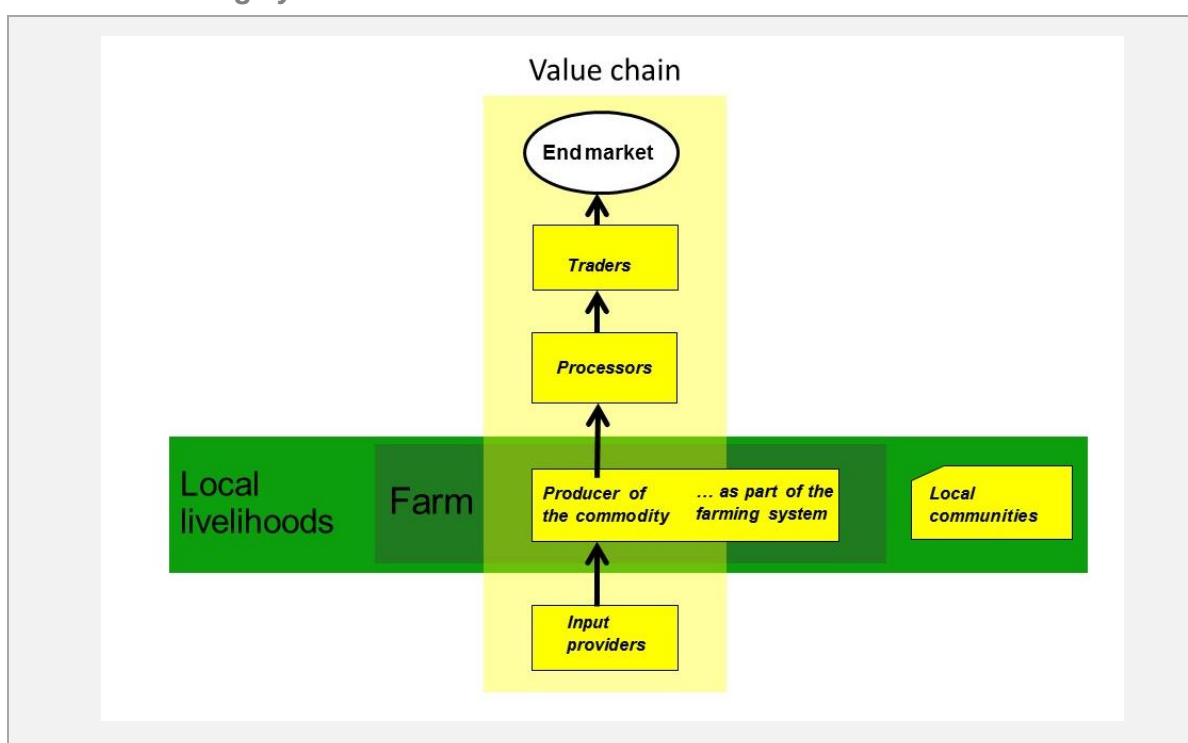 Value chain
End market
Traders
Processors
Local
livelihoods
Farm
Producer of
the commodity
... as part of the
farming system
Local
communities
Input
providers